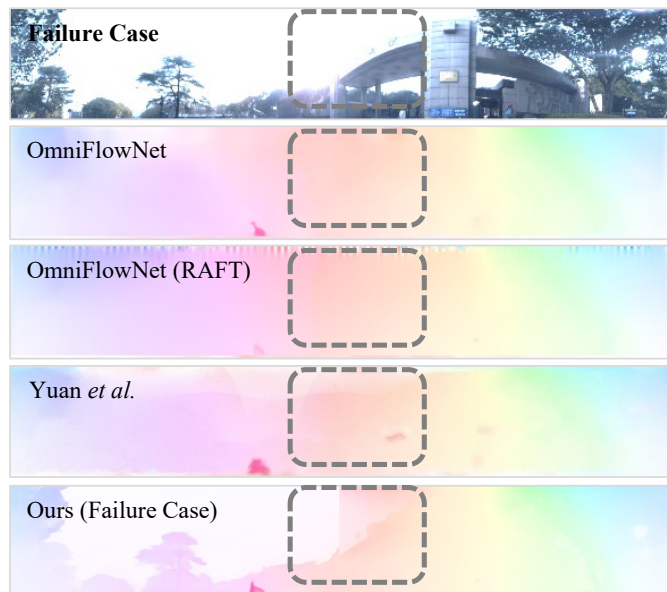 Failure Case
OmniFlowNet
OmniFlowNet (RAFT)
Yuan et al.
Ours (Failure Case)